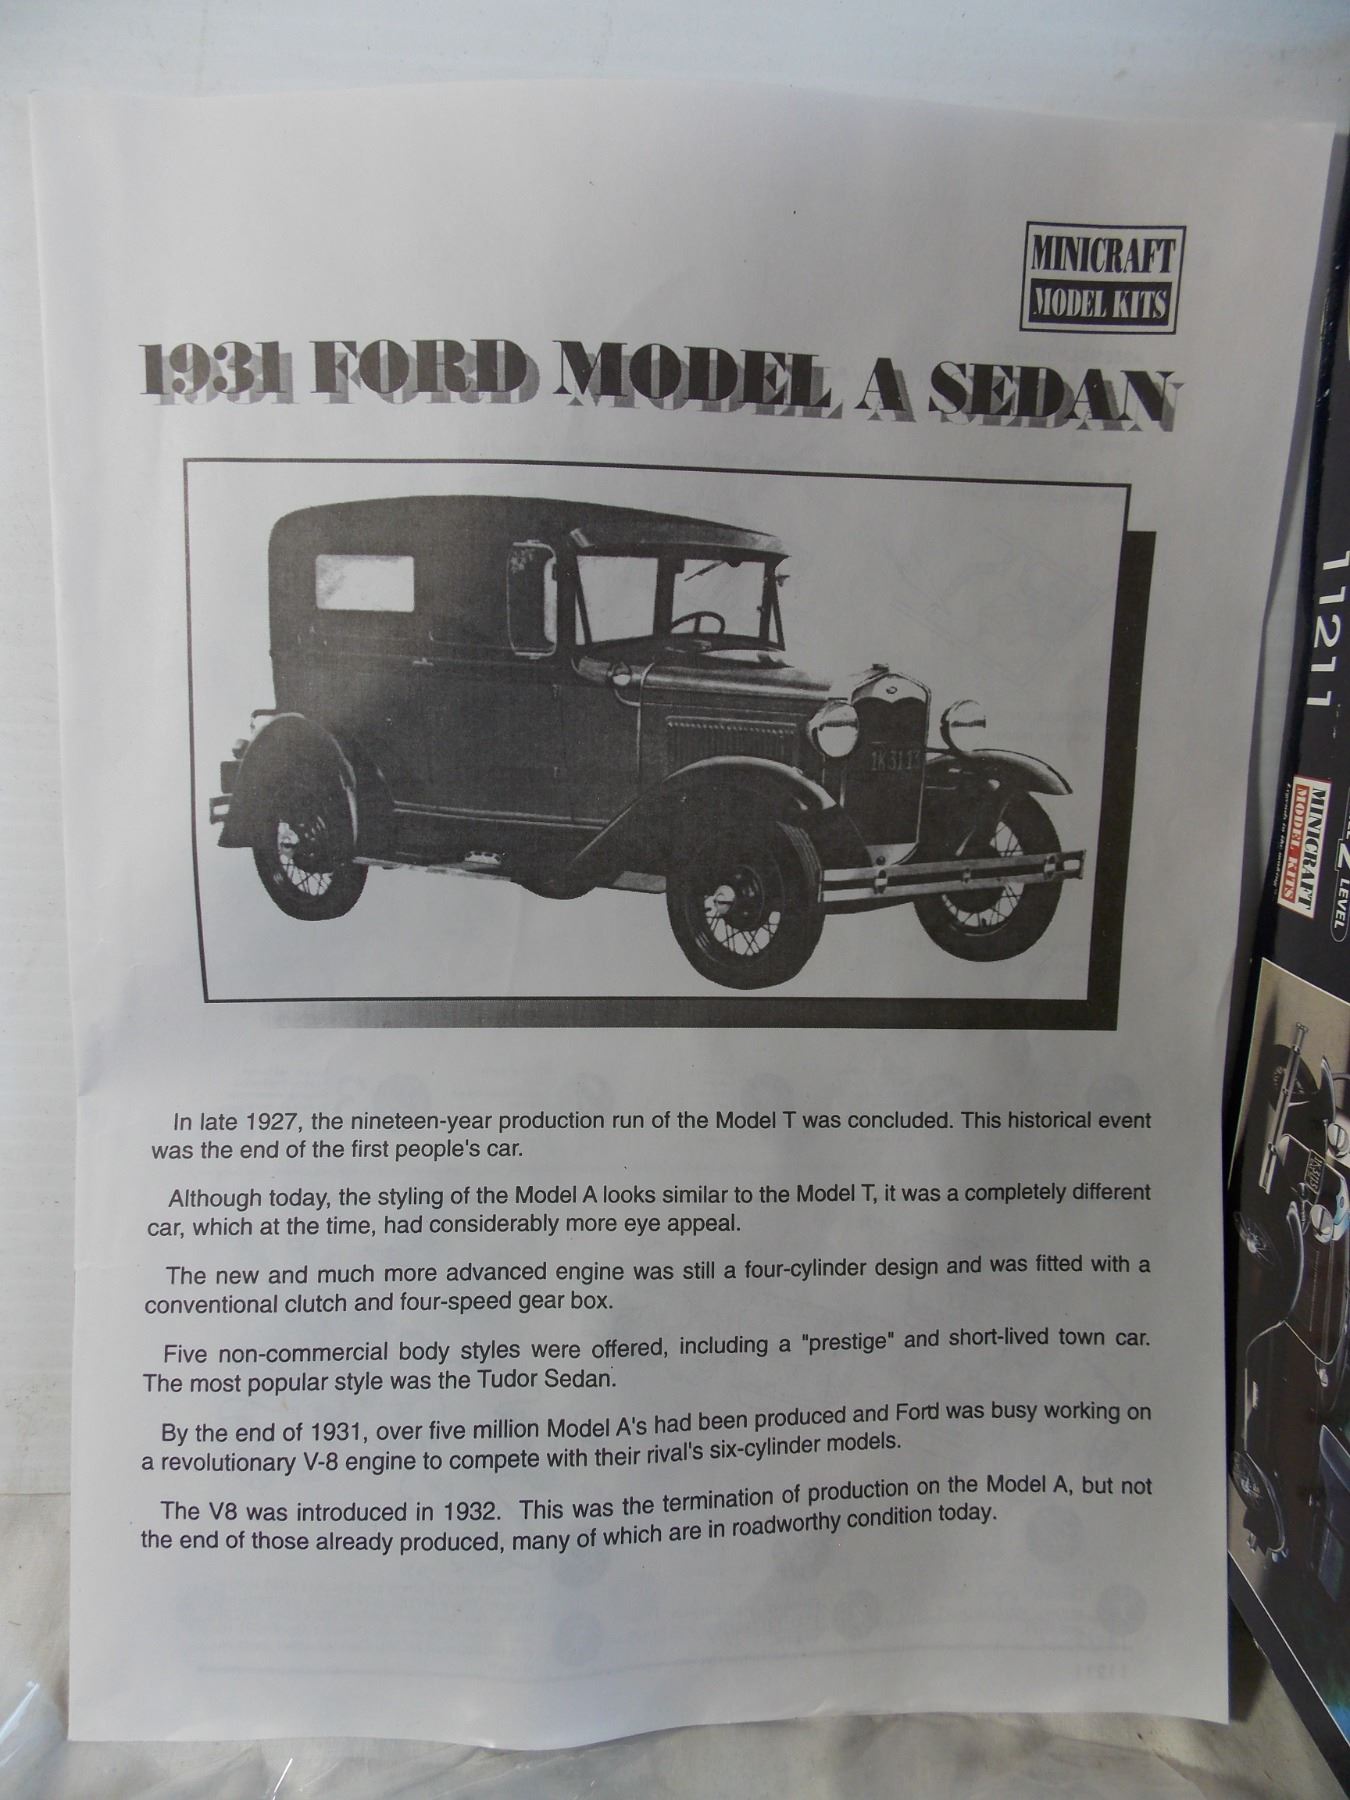 MINICRAFT
MODEL KITS
1931 FORD MODEL A SEDAN
1K 31 13
In late 1927, the nineteen-year production run of the Model T was concluded. This historical event
was the end of the first people's car.
Although today, the styling of the Model A looks similar to the Model T, it was a completely different
car, which at the time, had considerably more eye appeal.
The new and much more advanced engine was still a four-cylinder design and was fitted with a
conventional clutch and four-speed gear box.
Five non-commercial body styles were offered, including a "prestige" and short-lived town car.
The most popular style was the Tudor Sedan.
By the end of 1931, over five million Model A's had been produced and Ford was busy working on
a revolutionary V-8 engine to compete with their rival's six-cylinder models.
The V8 was introduced in 1932. This was the termination of production on the Model A, but not
the end of those already produced, many of which are in roadworthy condition today.
11211
MINICRAFT
MODEL KITS
2 LEVEL